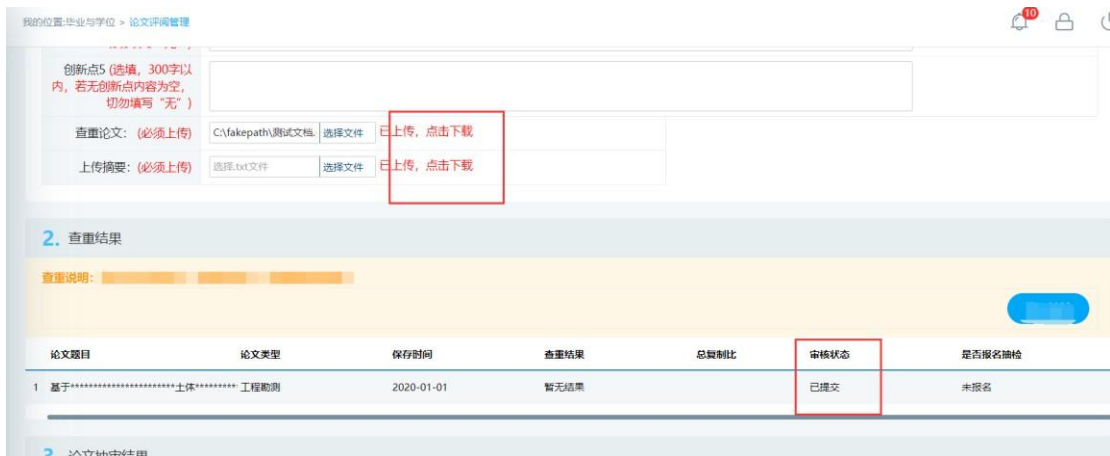 我的位置:毕业与学位 > 论文评阅管理
10
创新点5 (选填，300字以
内，若无创新点内容为空，
切勿填写“无”)
查重论文： (必须上传) C:\fakepath\测试文档. 选择文件 已上传，点击下载
上传摘要： (必须上传) 选择.txt文件 选择文件 已上传，点击下载
2. 查重结果
查重说明：
论文题目 论文类型 保存时间 查重结果 总复制比 审核状态 是否报名抽检
1 基于***********************土体********* 工程勘测 2020-01-01 暂无结果 已提交 未报名
3. 论文抽审结果